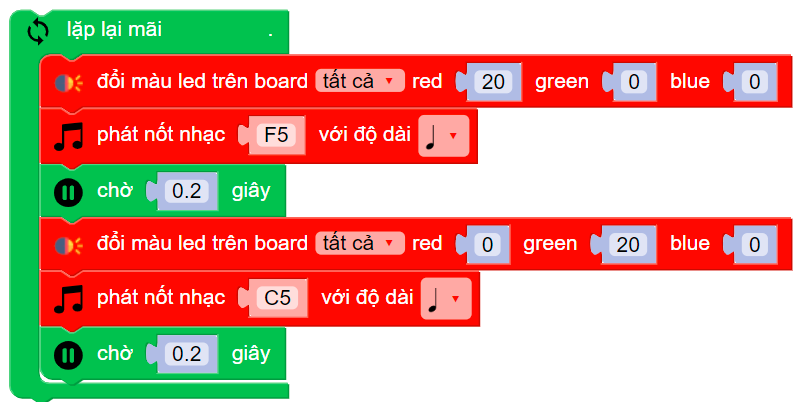 lặp lại mãi .
đổi màu led trên board tất cả red 20 green 0 blue 0
phát nốt nhạc F5 với độ dài ♩
chờ 0.2 giây
đổi màu led trên board tất cả red 0 green 20 blue 0
phát nốt nhạc C5 với độ dài ♩
chờ 0.2 giây